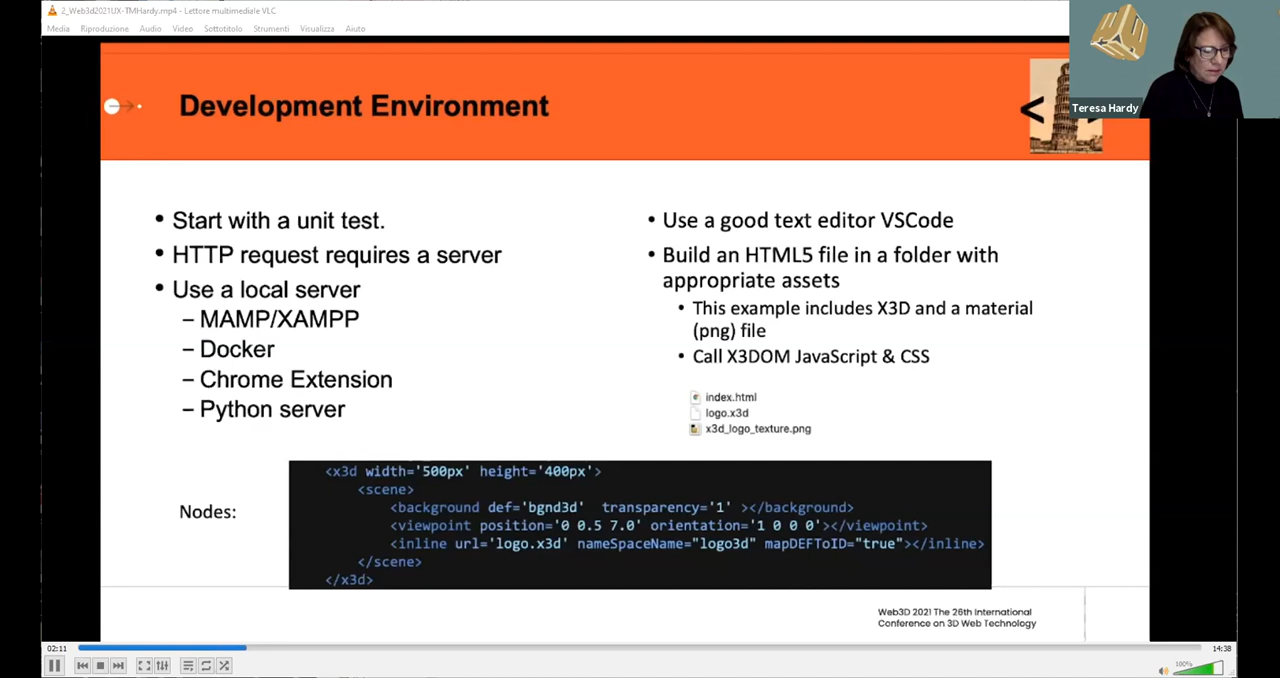 2_Web3d2021UX-TMHardy.mp4 - Lettore multimediale VLC
Media Riproduzione Audio Video Sottotitolo Strumenti Visualizza Aiuto
Teresa Hardy
Development Environment
<
• Start with a unit test.
• HTTP request requires a server
• Use a local server
– MAMP/XAMPP
– Docker
– Chrome Extension
– Python server
• Use a good text editor VSCode
• Build an HTML5 file in a folder with
appropriate assets
• This example includes X3D and a material
(png) file
• Call X3DOM JavaScript & CSS
index.html
logo.x3d
x3d_logo_texture.png
Nodes:
<x3d width='500px' height='400px'>
<scene>
<background def='bgnd3d' transparency='1' ></background>
<viewpoint position='0 0.5 7.0' orientation='1 0 0 0'></viewpoint>
<inline url='logo.x3d' nameSpaceName="logo3d" mapDEFToID="true"></inline>
</scene>
</x3d>
Web3D 2021 The 26th International
Conference on 3D Web Technology
02:11
14:38
100%